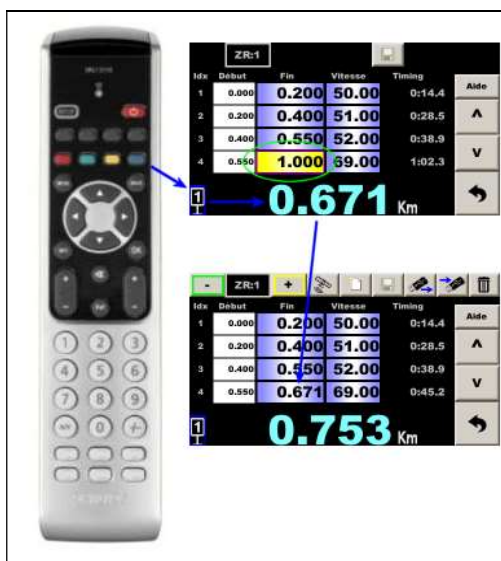 ZR:1
Idx Début Fin Vitesse Timing
1 0.000 0.200 50.00 0:14.4
2 0.200 0.400 51.00 0:28.5
3 0.400 0.550 52.00 0:38.9
4 0.550 1.000 69.00 1:02.3
Aide
1 0.671 Km
- ZR:1 +
Idx Début Fin Vitesse Timing
1 0.000 0.200 50.00 0:14.4
2 0.200 0.400 51.00 0:28.5
3 0.400 0.550 52.00 0:38.9
4 0.550 0.671 69.00 0:45.2
Aide
1 0.753 Km
1 2 3
4 5 6
7 8 9
0